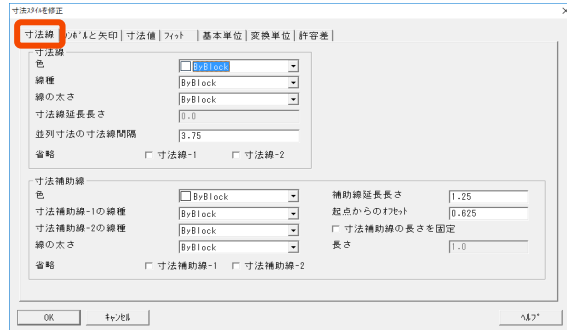 寸法スタイルを修正
寸法線 シンボルと矢印 寸法値 フィット 基本単位 変換単位 許容差
寸法線
色 ByBlock
線種 ByBlock
線の太さ ByBlock
寸法線延長長さ 0.0
並列寸法の寸法線間隔 3.75
省略 寸法線-1 寸法線-2
寸法補助線
色 ByBlock 補助線延長長さ 1.25
寸法補助線-1の線種 ByBlock 起点からのオフセット 0.625
寸法補助線-2の線種 ByBlock 寸法補助線の長さを固定
線の太さ ByBlock 長さ 1.0
省略 寸法補助線-1 寸法補助線-2
OK キャンセル ヘルプ